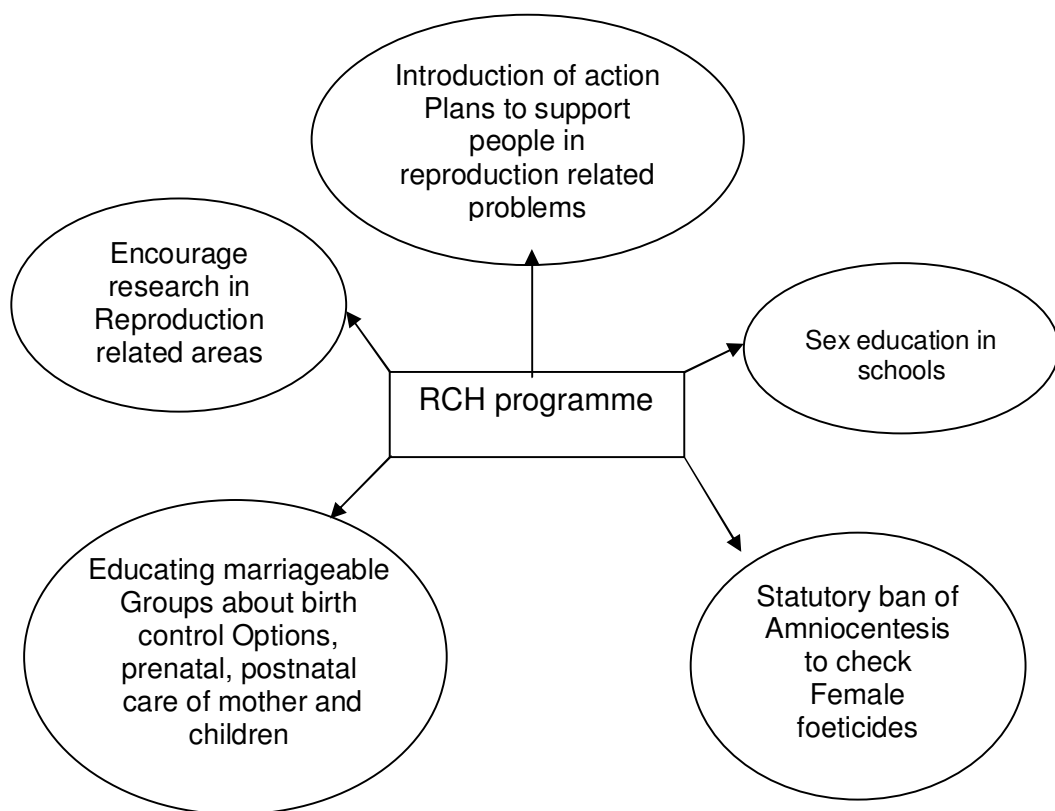 Introduction of action
Plans to support
people in
reproduction related
problems
Encourage
research in
Reproduction
related areas
Sex education in
schools
RCH programme
Educating marriageable
Groups about birth
control Options,
prenatal, postnatal
care of mother and
children
Statutory ban of
Amniocentesis
to check
Female
foeticides